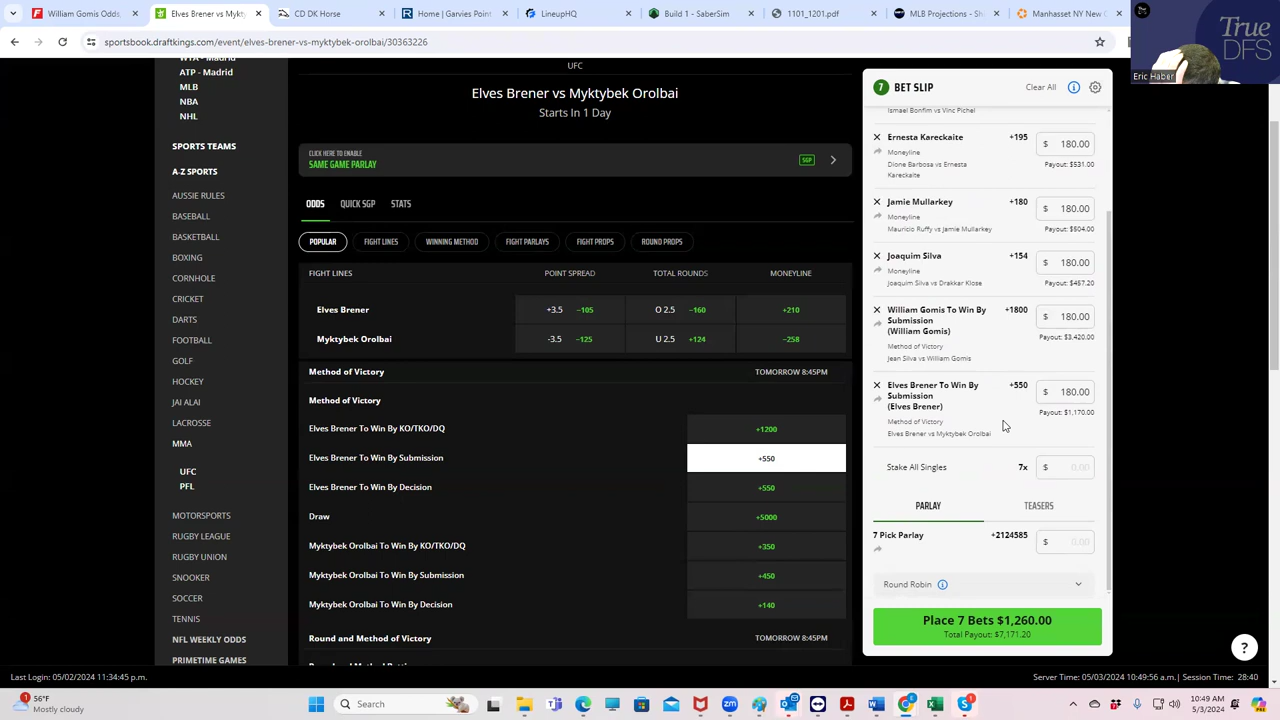 William Gomis Odds
Elves Brener vs Mykty
CD DK Horse
Home | Garvies Point
LineupHQ
Build 1 - SaberSim
1101_1201.pdf
MLB Projections - S
Manhasset NY New C
sportsbook.draftkings.com/event/elves-brener-vs-myktybek-orolbai/30363226
True
DFS
Eric Haber
WTA - Madrid
ATP - Madrid
MLB
NBA
NHL
SPORTS TEAMS
A-Z SPORTS
AUSSIE RULES
BASEBALL
BASKETBALL
BOXING
CORNHOLE
CRICKET
DARTS
FOOTBALL
GOLF
HOCKEY
JAI ALAI
LACROSSE
MMA
UFC
PFL
MOTORSPORTS
RUGBY LEAGUE
RUGBY UNION
SNOOKER
SOCCER
TENNIS
NFL WEEKLY ODDS
PRIMETIME GAMES
UFC
Elves Brener vs Myktybek Orolbai
Starts In 1 Day
CLICK HERE TO ENABLE
SAME GAME PARLAY
SGP
ODDS QUICK SGP STATS
POPULAR FIGHT LINES WINNING METHOD FIGHT PARLAYS FIGHT PROPS ROUND PROPS
FIGHT LINES POINT SPREAD TOTAL ROUNDS MONEYLINE
Elves Brener +3.5 −105 O 2.5 −160 +210
Myktybek Orolbai -3.5 −125 U 2.5 +124 −258
Method of Victory TOMORROW 8:45PM
Method of Victory
Elves Brener To Win By KO/TKO/DQ +1200
Elves Brener To Win By Submission +550
Elves Brener To Win By Decision +550
Draw +5000
Myktybek Orolbai To Win By KO/TKO/DQ +350
Myktybek Orolbai To Win By Submission +450
Myktybek Orolbai To Win By Decision +140
Round and Method of Victory TOMORROW 8:45PM
7 BET SLIP Clear All
Ismael Bonfim vs Vinc Pichel
Ernesta Kareckaite +195 $ 180.00
Moneyline
Payout: $531.00
Dione Barbosa vs Ernesta
Kareckaite
Jamie Mullarkey +180 $ 180.00
Moneyline
Mauricio Ruffy vs Jamie Mullarkey Payout: $504.00
Joaquim Silva +154 $ 180.00
Moneyline
Joaquim Silva vs Drakkar Klose Payout: $457.20
William Gomis To Win By +1800 $ 180.00
Submission
(William Gomis)
Payout: $3,420.00
Method of Victory
Jean Silva vs William Gomis
Elves Brener To Win By +550 $ 180.00
Submission
(Elves Brener)
Payout: $1,170.00
Method of Victory
Elves Brener vs Myktybek Orolbai
Stake All Singles 7x $ 0.00
PARLAY TEASERS
7 Pick Parlay +2124585 $ 0.00
Round Robin
Place 7 Bets $1,260.00
Total Payout: $7,171.20
?
Last Login: 05/02/2024 11:34:45 p.m.
Server Time: 05/03/2024 10:49:56 a.m.| Session Time: 28:40
56°F
Mostly cloudy
Search
10:49 AM
5/3/2024